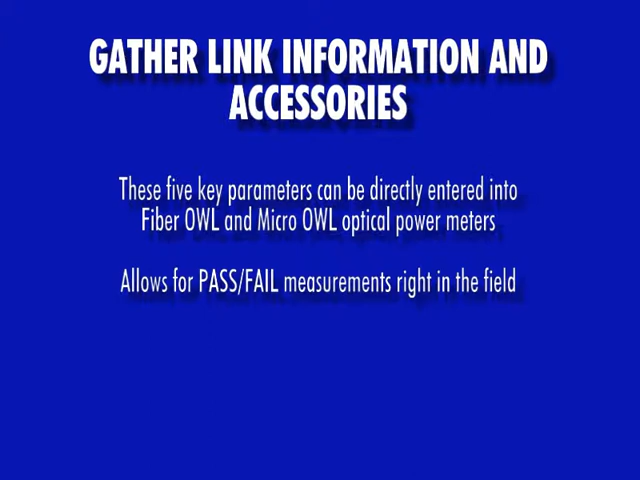 GATHER LINK INFORMATION AND
ACCESSORIES
These five key parameters can be directly entered into
Fiber OWL and Micro OWL optical power meters
Allows for PASS/FAIL measurements right in the field